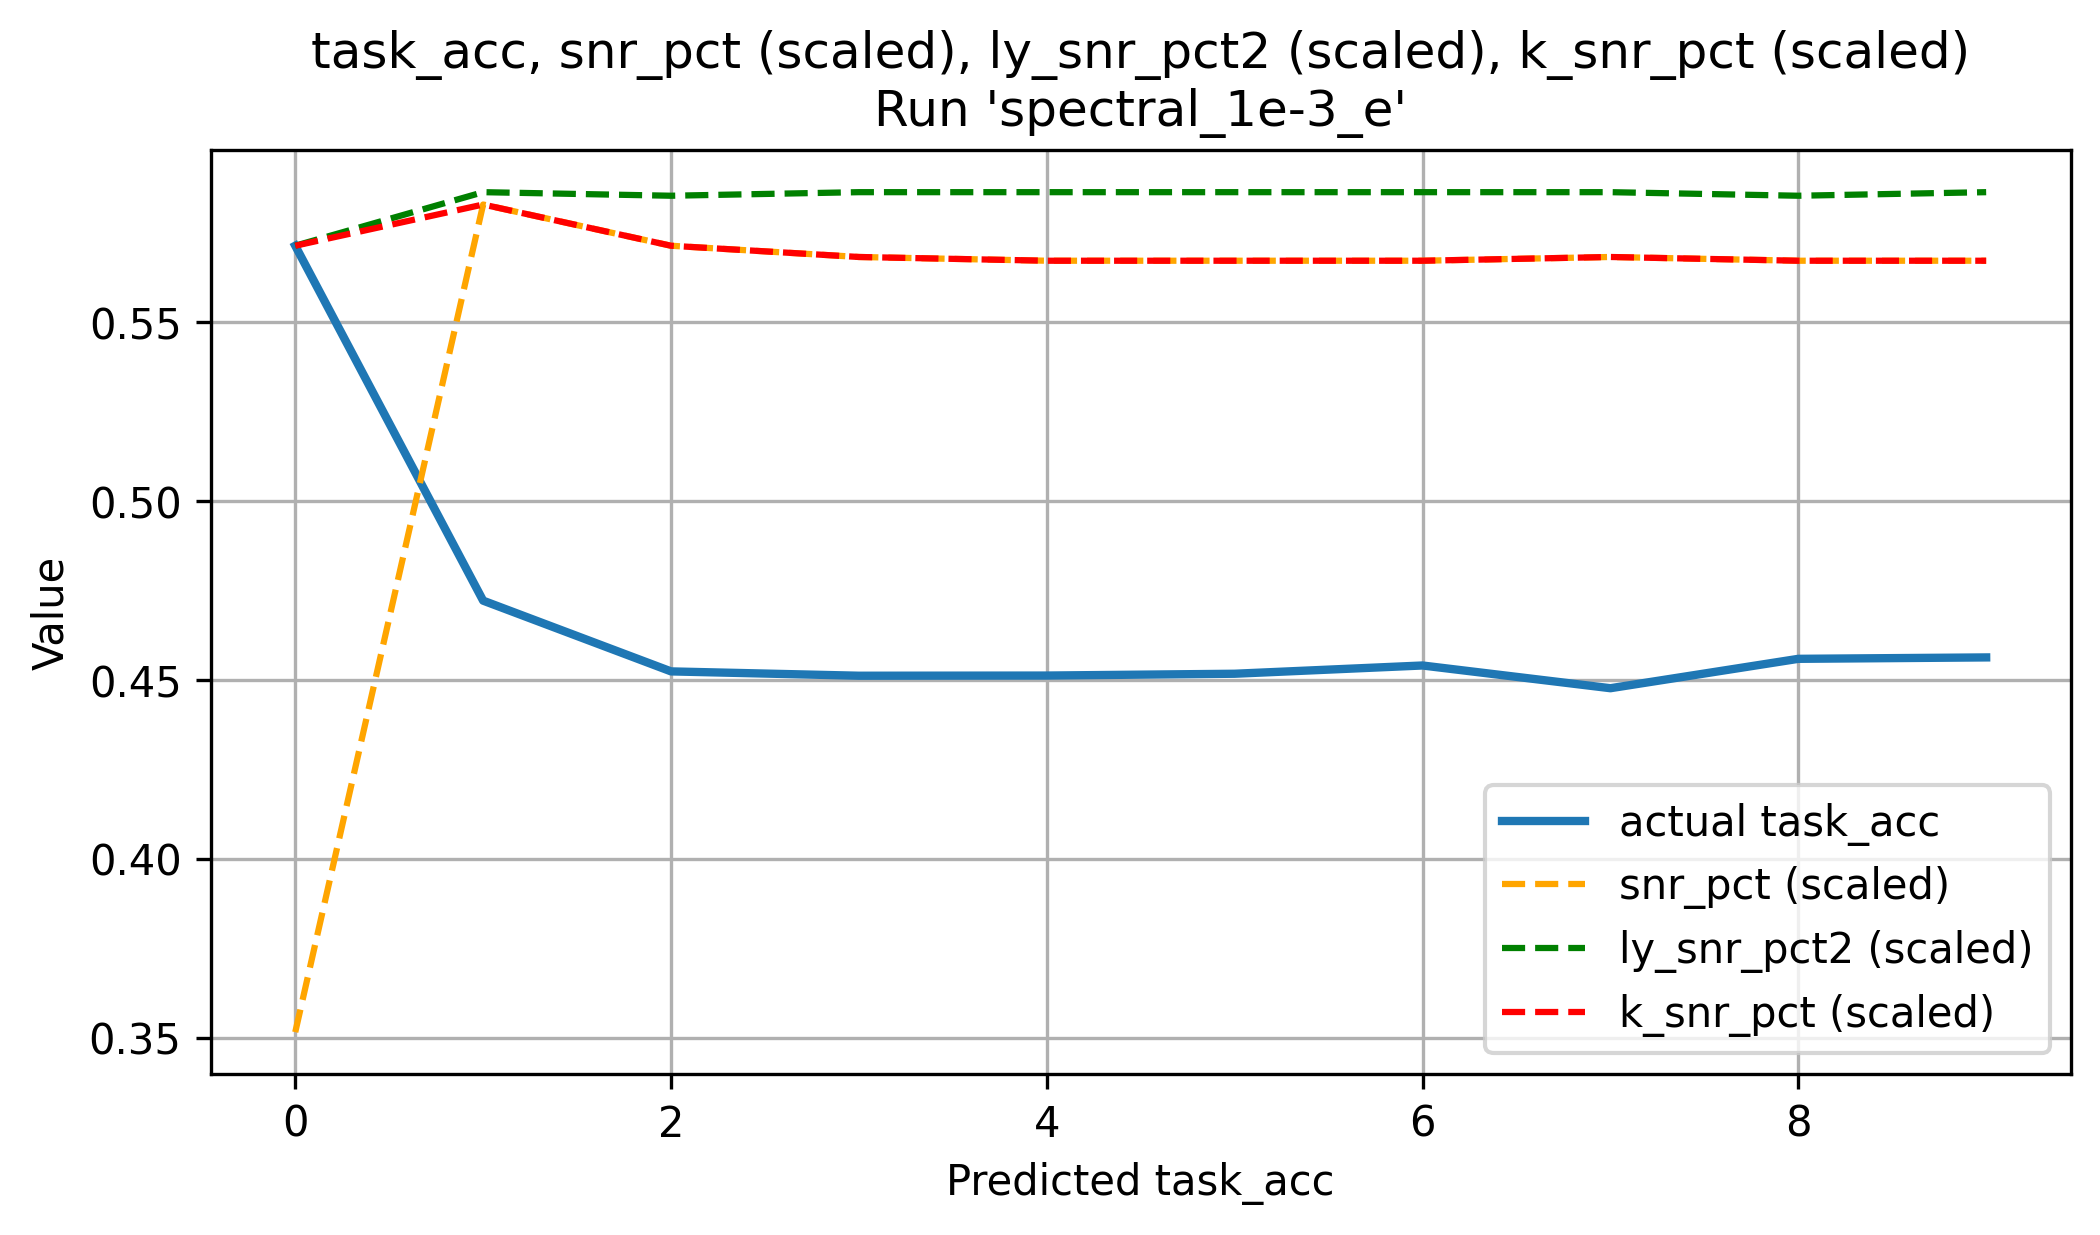 task_acc, snr_pct (scaled), ly_snr_pct2 (scaled), k_snr_pct (scaled)
Run 'spectral_1e-3_e'
Value
0.55
0.50
0.45
0.40
0.35
actual task_acc
snr_pct (scaled)
ly_snr_pct2 (scaled)
k_snr_pct (scaled)
0 2 4 6 8
Predicted task_acc